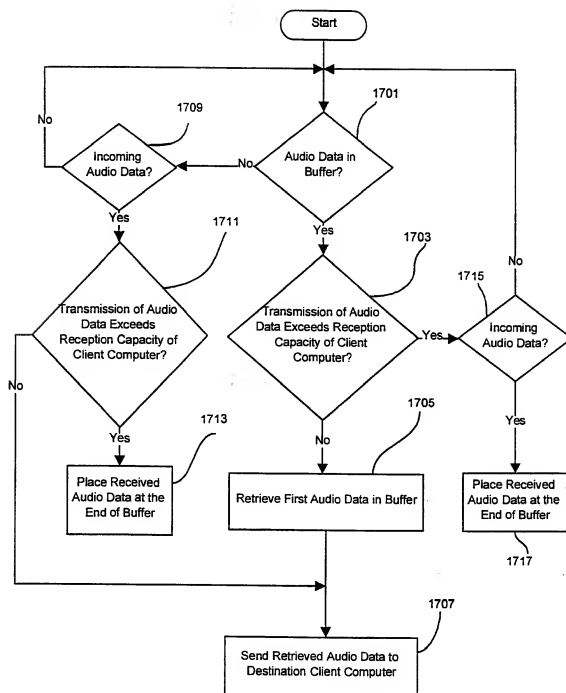 Start
1709
1701
No
Incoming
Audio Data?
No
Audio Data in
Buffer?
Yes
1711
Yes
1703
No
1715
Transmission of Audio
Data Exceeds
Reception Capacity of
Client Computer?
Transmission of Audio
Data Exceeds Reception
Capacity of Client
Computer?
Yes
Incoming
Audio Data?
No
Yes
1713
No
1705
Yes
Place Received
Audio Data at the
End of Buffer
Retrieve First Audio Data in Buffer
Place Received
Audio Data at the
End of Buffer
1717
1707
Send Retrieved Audio Data to
Destination Client Computer